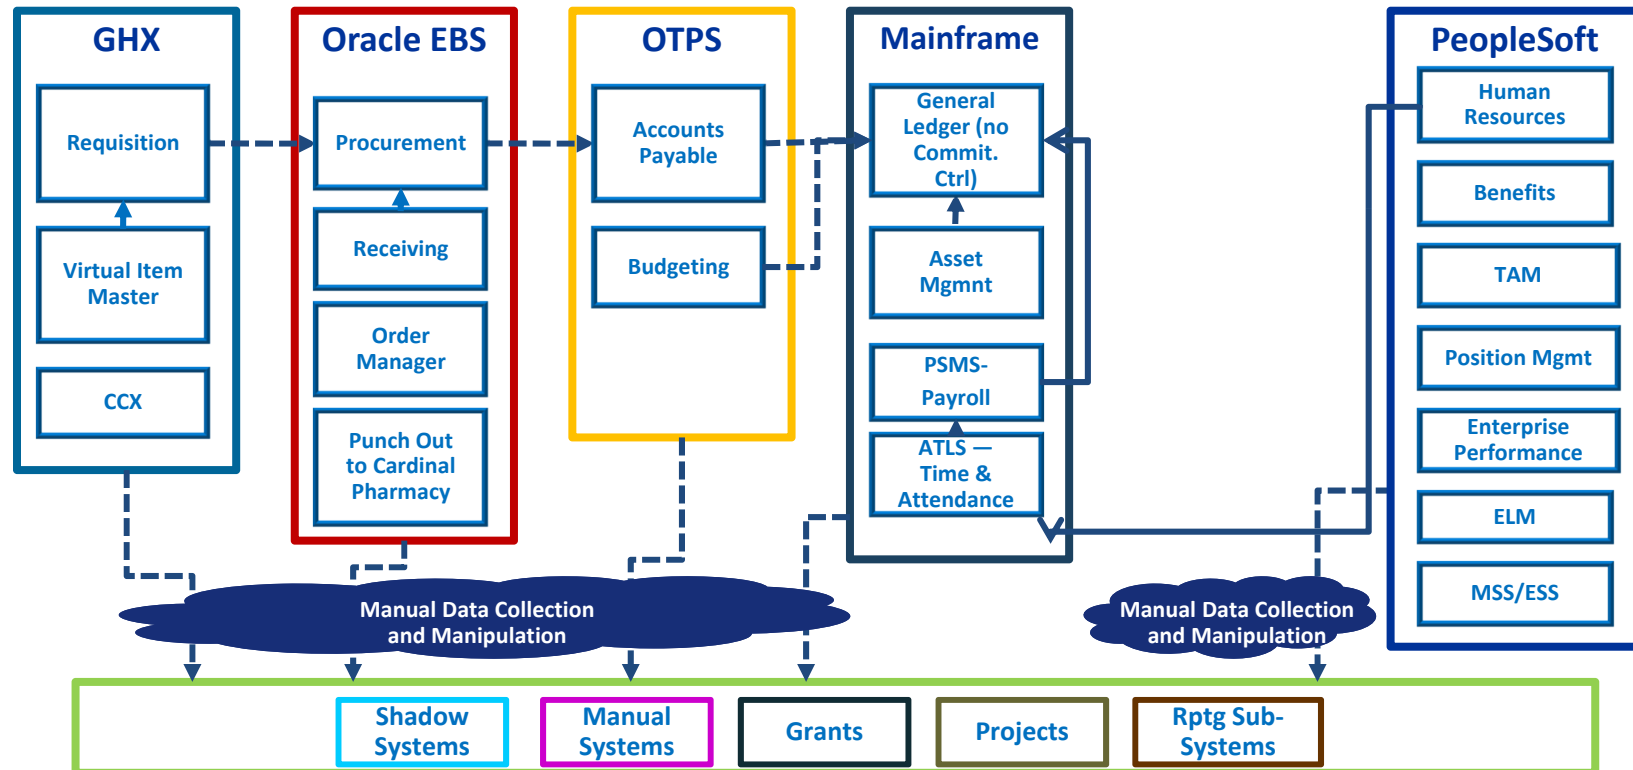 GHX
Requisition
Virtual Item
Master
CCX
Oracle EBS
Procurement
Receiving
Order
Manager
Punch Out
to Cardinal
Pharmacy
OTPS
Accounts
Payable
Budgeting
Mainframe
General
Ledger (no
Commit.
Ctrl)
Asset
Mgmnt
PSMS-
Payroll
ATLS —
Time &
Attendance
PeopleSoft
Human
Resources
Benefits
TAM
Position Mgmt
Enterprise
Performance
ELM
MSS/ESS
Manual Data Collection
and Manipulation
Manual Data Collection
and Manipulation
Shadow
Systems
Manual
Systems
Grants
Projects
Rptg Sub-
Systems